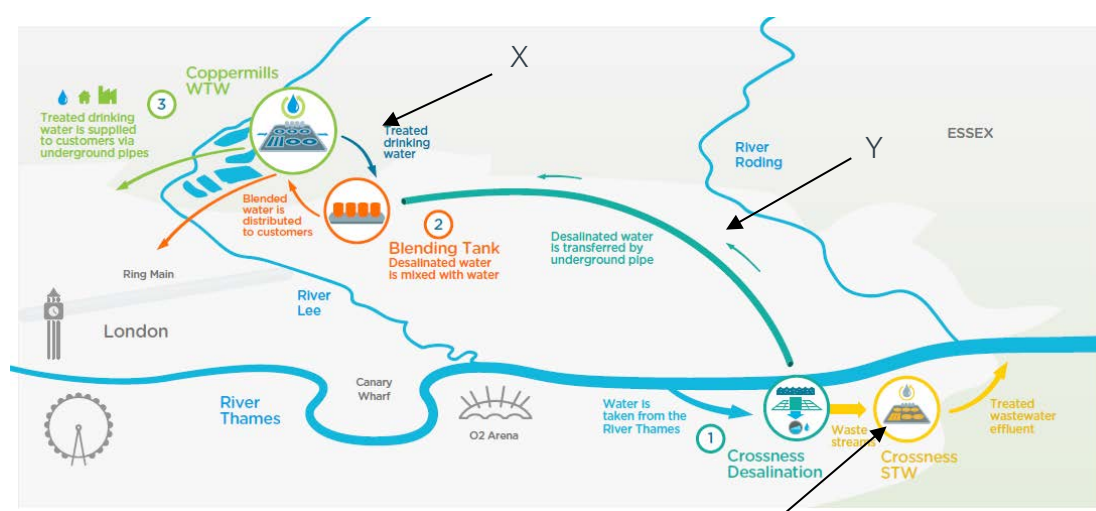 X
Coppermills
WTW
3
Treated drinking
water is supplied
to customers via
underground pipes
Treated
drinking
water
River
Roding
ESSEX
Y
Blended
water is
distributed
to customers
2
Blending Tank
Desalinated water
is mixed with water
Desalinated water
is transferred by
underground pipe
Ring Main
River
Lee
London
River
Thames
Canary
Wharf
O2 Arena
Water is
taken from the
River Thames
1
Crossness
Desalination
Waste
streams
Crossness
STW
Treated
wastewater
effluent